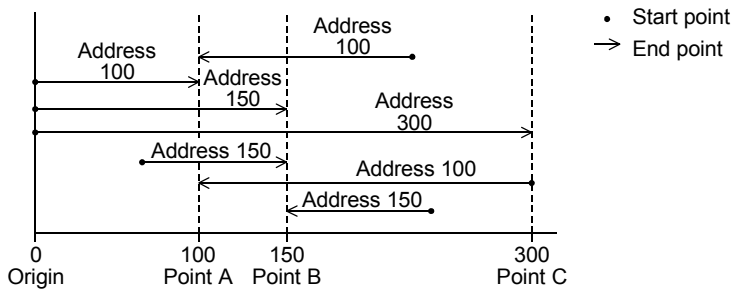 Start point
End point
Address
100
Address
100
Address
150
Address
300
Address 150
Address 100
Address 150
0
100
150
300
Origin
Point A
Point B
Point C